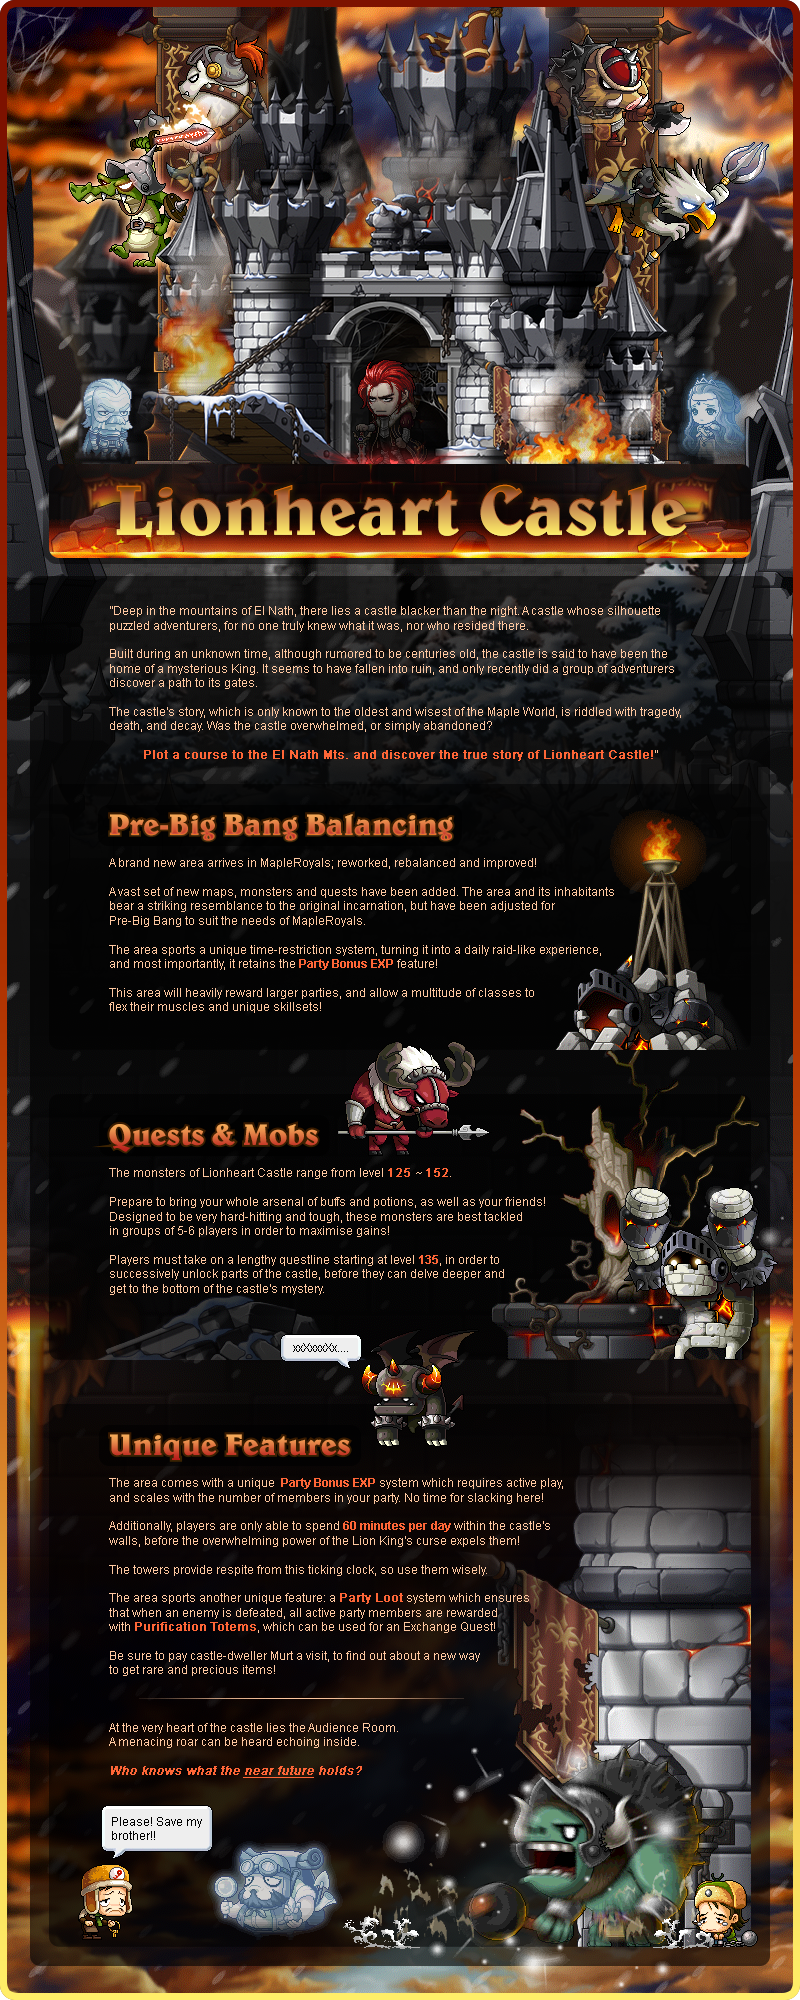 Lionheart Castle
"Deep in the mountains of El Nath, there lies a castle blacker than the night. A castle whose silhouette
puzzled adventurers, for no one truly knew what it was, nor who resided there.
Built during an unknown time, although rumored to be centuries old, the castle is said to have been the
home of a mysterious King. It seems to have fallen into ruin, and only recently did a group of adventurers
discover a path to its gates.
The castle's story, which is only known to the oldest and wisest of the Maple World, is riddled with tragedy,
death, and decay. Was the castle overwhelmed, or simply abandoned?
Plot a course to the El Nath Mts. and discover the true story of Lionheart Castle!"
Pre-Big Bang Balancing
A brand new area arrives in MapleRoyals; reworked, rebalanced and improved!
A vast set of new maps, monsters and quests have been added. The area and its inhabitants
bear a striking resemblance to the original incarnation, but have been adjusted for
Pre-Big Bang to suit the needs of MapleRoyals.
The area sports a unique time-restriction system, turning it into a daily raid-like experience,
and most importantly, it retains the Party Bonus EXP feature!
This area will heavily reward larger parties, and allow a multitude of classes to
flex their muscles and unique skillsets!
Quests & Mobs
The monsters of Lionheart Castle range from level 125 ~ 152.
Prepare to bring your whole arsenal of buffs and potions, as well as your friends!
Designed to be very hard-hitting and tough, these monsters are best tackled
in groups of 5-6 players in order to maximise gains!
Players must take on a lengthy questline starting at level 135, in order to
successively unlock parts of the castle, before they can delve deeper and
get to the bottom of the castle's mystery.
xxXxxxXx....
Unique Features
The area comes with a unique Party Bonus EXP system which requires active play,
and scales with the number of members in your party. No time for slacking here!
Additionally, players are only able to spend 60 minutes per day within the castle's
walls, before the overwhelming power of the Lion King's curse expels them!
The towers provide respite from this ticking clock, so use them wisely.
The area sports another unique feature: a Party Loot system which ensures
that when an enemy is defeated, all active party members are rewarded
with Purification Totems, which can be used for an Exchange Quest!
Be sure to pay castle-dweller Murt a visit, to find out about a new way
to get rare and precious items!
At the very heart of the castle lies the Audience Room.
A menacing roar can be heard echoing inside.
Who knows what the near future holds?
Please! Save my
brother!!